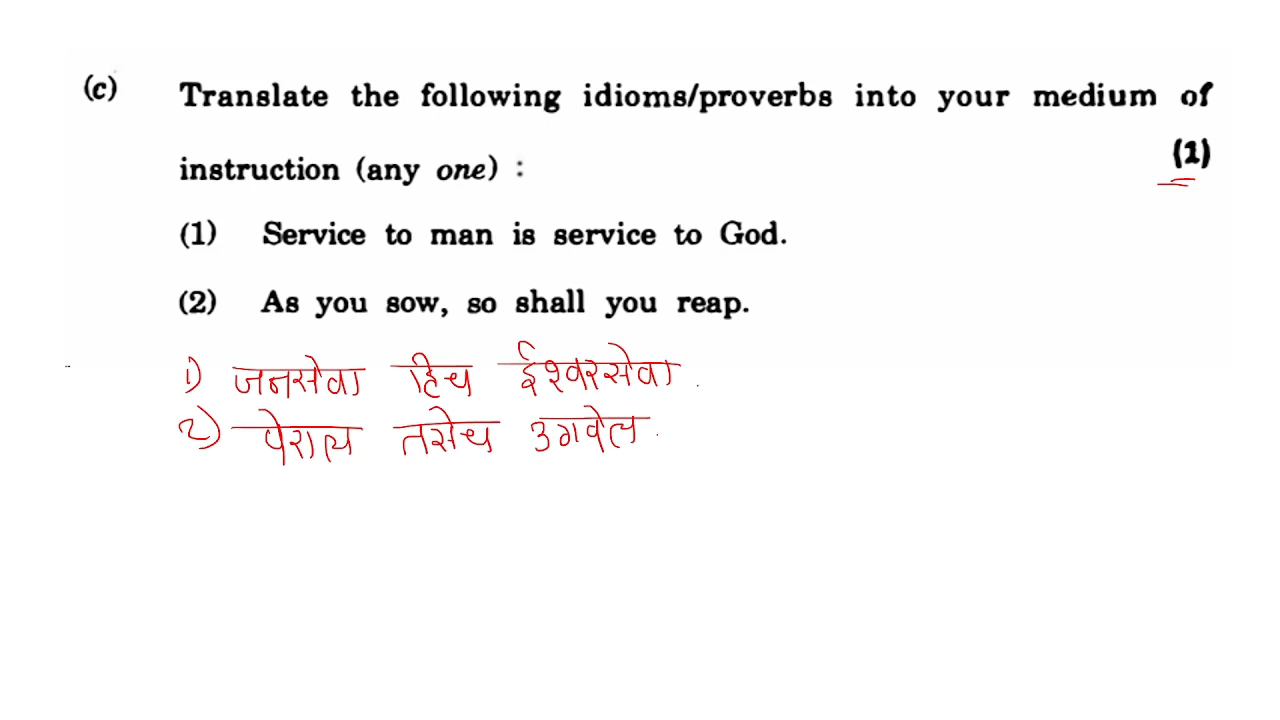 (c) Translate the following idioms/proverbs into your medium of
instruction (any one) : (1)
(1) Service to man is service to God.
(2) As you sow, so shall you reap.
1) जनसेवा हिच ईश्वरसेवा .
2) पेराल तसेच उगवेल .